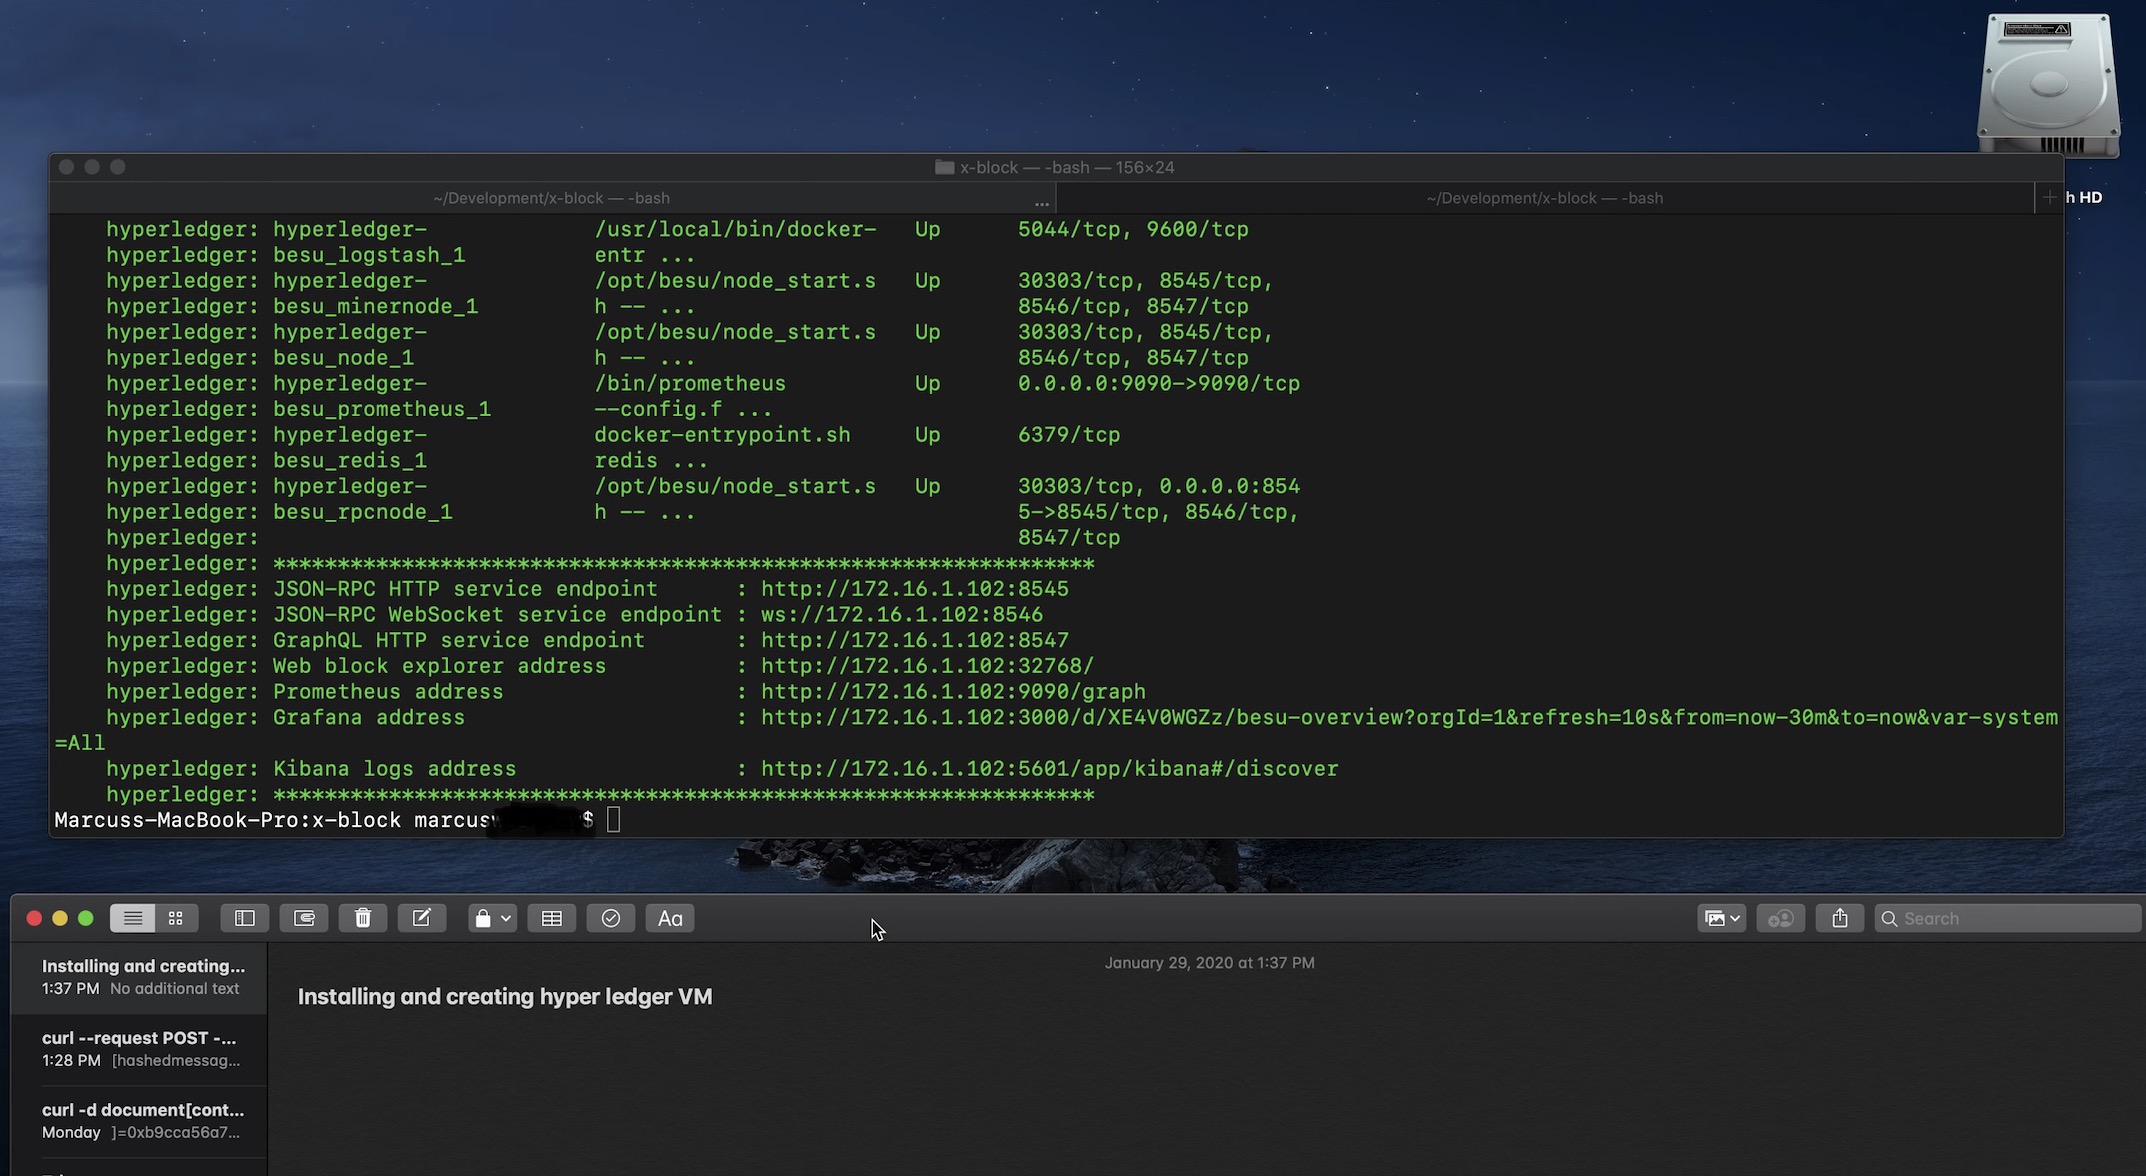 x-block — -bash — 156×24
~/Development/x-block — -bash ... ~/Development/x-block — -bash + h HD
hyperledger: hyperledger- /usr/local/bin/docker- Up 5044/tcp, 9600/tcp
hyperledger: besu_logstash_1 entr ...
hyperledger: hyperledger- /opt/besu/node_start.s Up 30303/tcp, 8545/tcp,
hyperledger: besu_minernode_1 h -- ... 8546/tcp, 8547/tcp
hyperledger: hyperledger- /opt/besu/node_start.s Up 30303/tcp, 8545/tcp,
hyperledger: besu_node_1 h -- ... 8546/tcp, 8547/tcp
hyperledger: hyperledger- /bin/prometheus Up 0.0.0.0:9090->9090/tcp
hyperledger: besu_prometheus_1 --config.f ...
hyperledger: hyperledger- docker-entrypoint.sh Up 6379/tcp
hyperledger: besu_redis_1 redis ...
hyperledger: hyperledger- /opt/besu/node_start.s Up 30303/tcp, 0.0.0.0:854
hyperledger: besu_rpcnode_1 h -- ... 5->8545/tcp, 8546/tcp,
hyperledger: 8547/tcp
hyperledger: ****************************************************************
hyperledger: JSON-RPC HTTP service endpoint : http://172.16.1.102:8545
hyperledger: JSON-RPC WebSocket service endpoint : ws://172.16.1.102:8546
hyperledger: GraphQL HTTP service endpoint : http://172.16.1.102:8547
hyperledger: Web block explorer address : http://172.16.1.102:32768/
hyperledger: Prometheus address : http://172.16.1.102:9090/graph
hyperledger: Grafana address : http://172.16.1.102:3000/d/XE4V0WGZz/besu-overview?orgId=1&refresh=10s&from=now-30m&to=now&var-system
=All
hyperledger: Kibana logs address : http://172.16.1.102:5601/app/kibana#/discover
hyperledger: ****************************************************************
Marcuss-MacBook-Pro:x-block marcus $
Aa Search
January 29, 2020 at 1:37 PM
Installing and creating hyper ledger VM
Installing and creating...
1:37 PM No additional text
curl --request POST -...
1:28 PM [hashedmessag...
curl -d document[cont...
Monday ]=0xb9cca56a7...